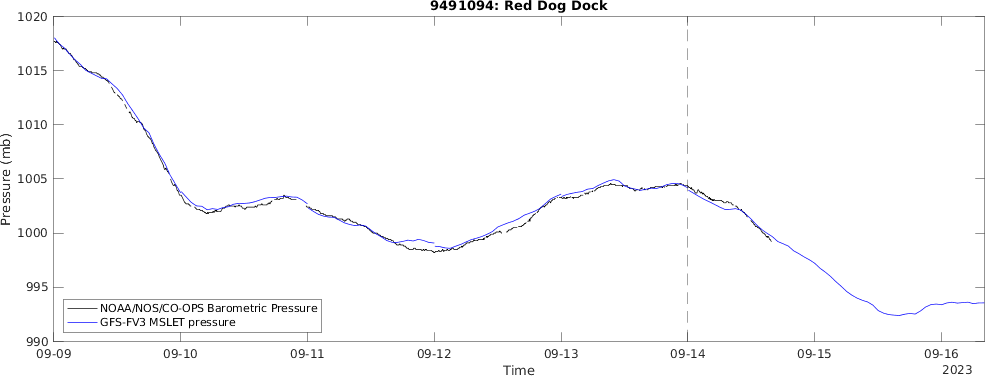 9491094: Red Dog Dock
1020
1015
1010
1005
1000
995
990
Pressure (mb)
NOAA/NOS/CO-OPS Barometric Pressure
GFS-FV3 MSLET pressure
09-09 09-10 09-11 09-12 09-13 09-14 09-15 09-16
Time
2023